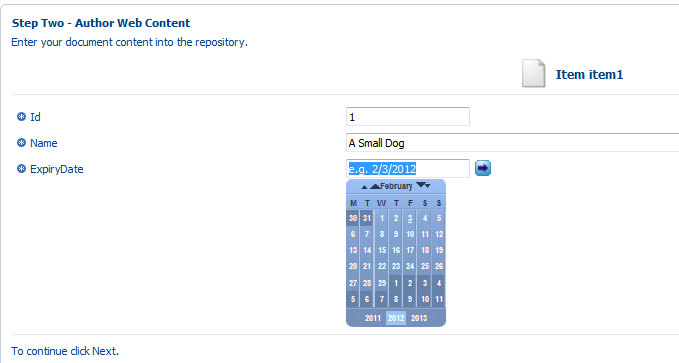 Step Two - Author Web Content
Enter your document content into the repository.
Item item1
Id 1
Name A Small Dog
ExpiryDate e.g. 2/3/2012
February
M T W T F S S
30 31 1 2 3 4 5
6 7 8 9 10 11 12
13 14 15 16 17 18 19
20 21 22 23 24 25 26
27 28 29 1 2 3 4
5 6 7 8 9 10 11
2011 2012 2013
To continue click Next.